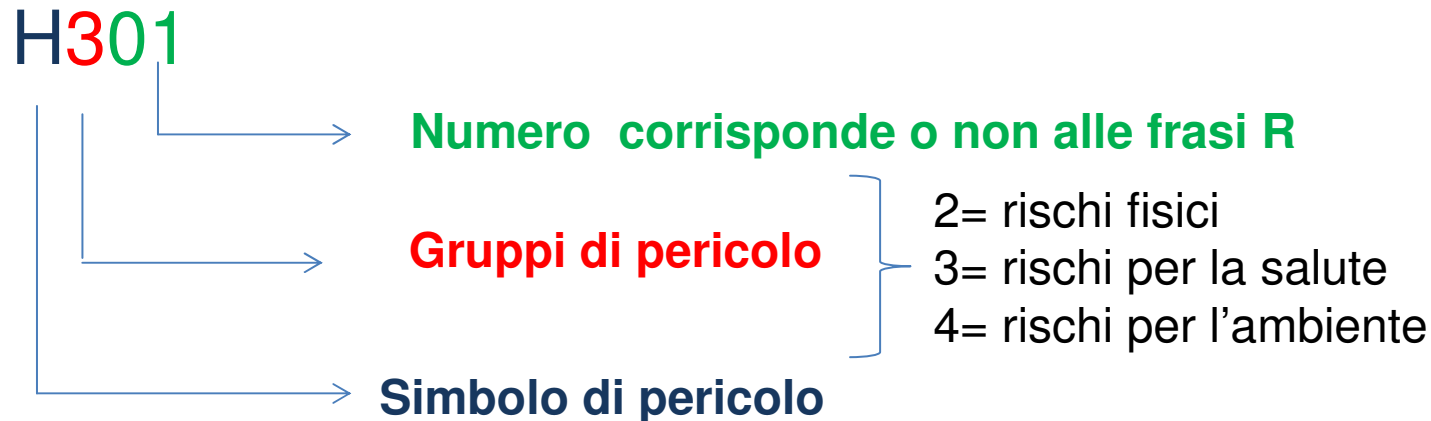 H301
Numero corrisponde o non alle frasi R
Gruppi di pericolo
2= rischi fisici
3= rischi per la salute
4= rischi per l’ambiente
Simbolo di pericolo